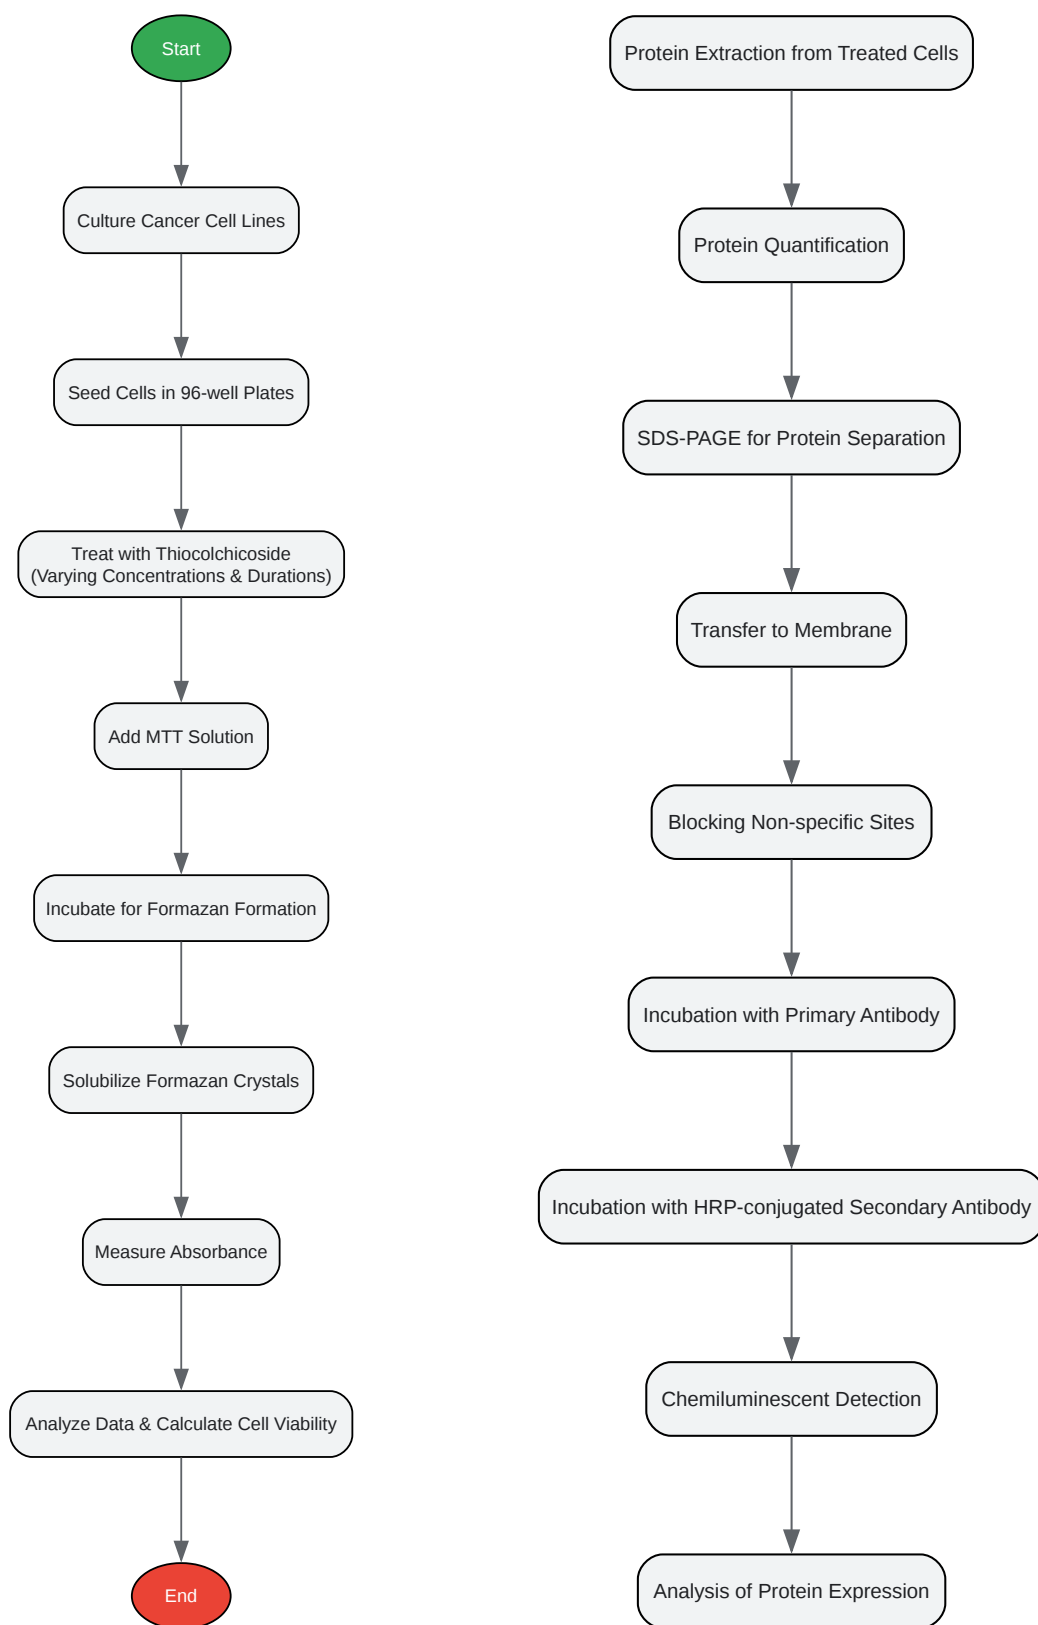 Start
Culture Cancer Cell Lines
Seed Cells in 96-well Plates
Treat with Thiocolchicoside
(Varying Concentrations & Durations)
Add MTT Solution
Incubate for Formazan Formation
Solubilize Formazan Crystals
Measure Absorbance
Analyze Data & Calculate Cell Viability
End
Protein Extraction from Treated Cells
Protein Quantification
SDS-PAGE for Protein Separation
Transfer to Membrane
Blocking Non-specific Sites
Incubation with Primary Antibody
Incubation with HRP-conjugated Secondary Antibody
Chemiluminescent Detection
Analysis of Protein Expression